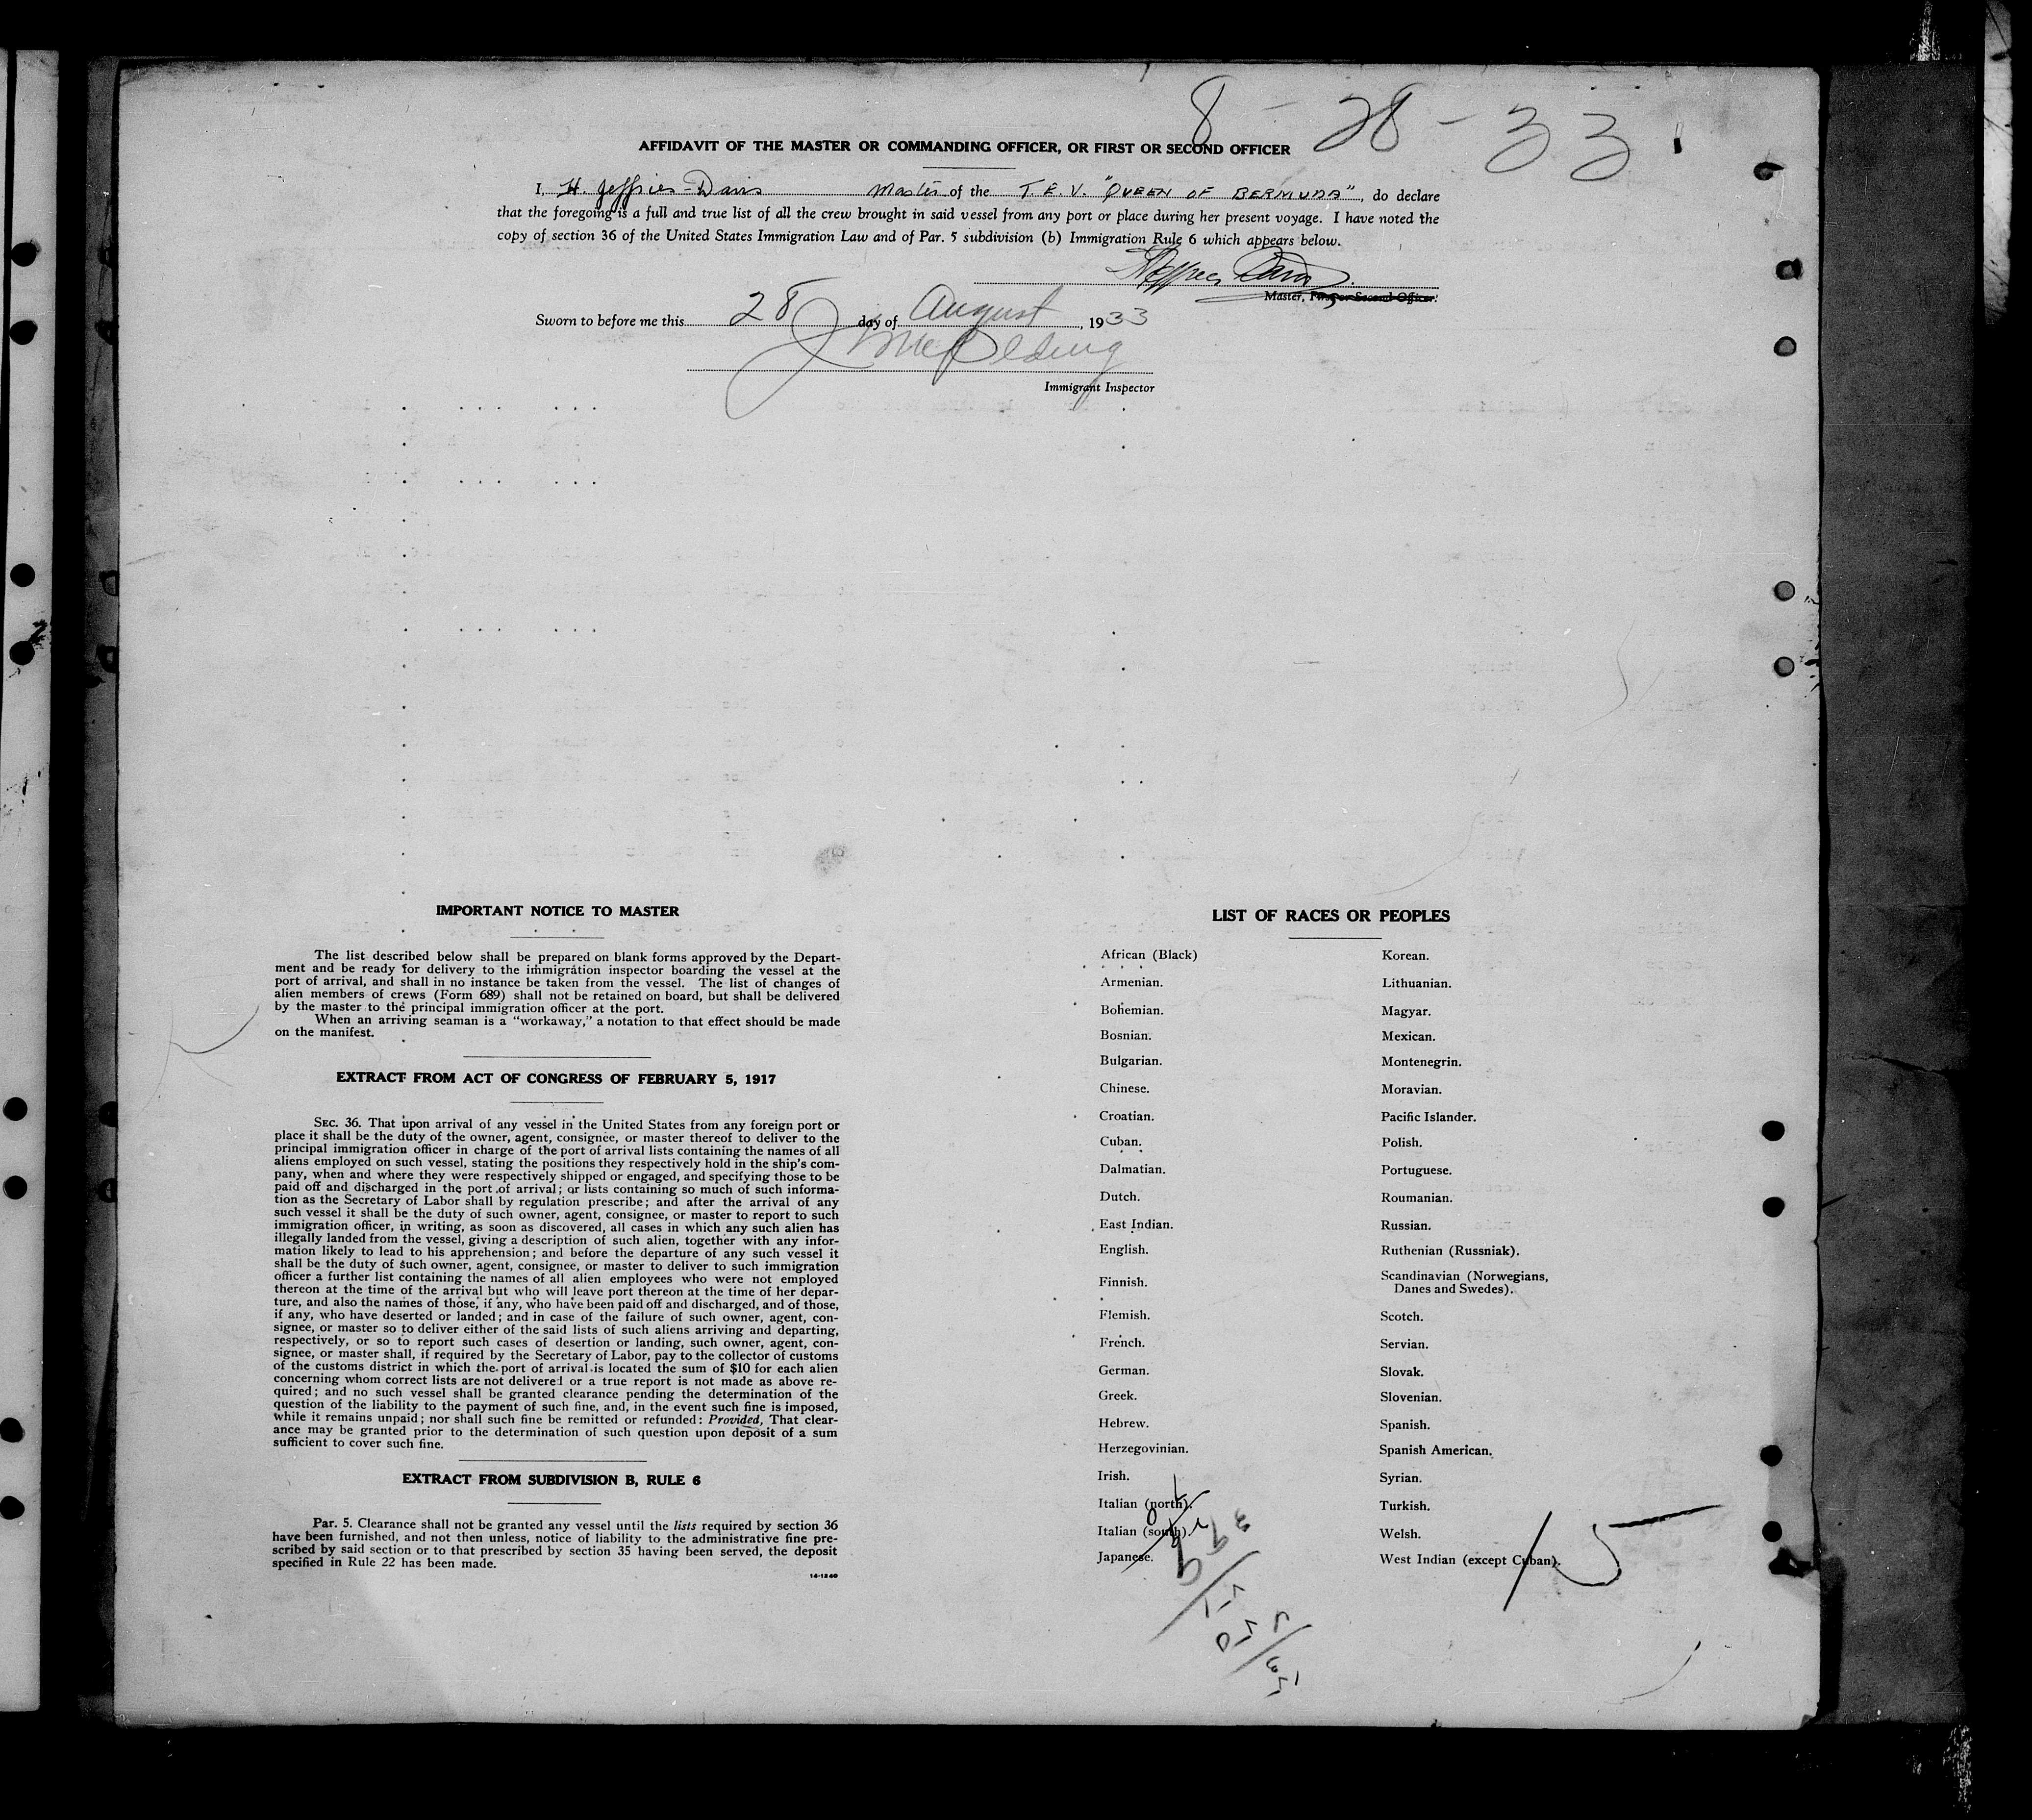 8-28-33
AFFIDAVIT OF THE MASTER OR COMMANDING OFFICER, OR FIRST OR SECOND OFFICER
I, H. Jeffries-Davis Master of the T.E.V. "QUEEN OF BERMUDA", do declare
that the foregoing is a full and true list of all the crew brought in said vessel from any port or place during her present voyage. I have noted the
copy of section 36 of the United States Immigration Law and of Par. 5 subdivision (b) Immigration Rule 6 which appears below.
Jeffries Davis
Master, First or Second Officer.
Sworn to before me this 28 day of August, 1933
Immigrant Inspector
IMPORTANT NOTICE TO MASTER
The list described below shall be prepared on blank forms approved by the Depart-
ment and be ready for delivery to the immigration inspector boarding the vessel at the
port of arrival, and shall in no instance be taken from the vessel. The list of changes of
alien members of crews (Form 689) shall not be retained on board, but shall be delivered
by the master to the principal immigration officer at the port.
When an arriving seaman is a "workaway," a notation to that effect should be made
on the manifest.
EXTRACT FROM ACT OF CONGRESS OF FEBRUARY 5, 1917
SEC. 36. That upon arrival of any vessel in the United States from any foreign port or
place it shall be the duty of the owner, agent, consignee, or master thereof to deliver to the
principal immigration officer in charge of the port of arrival lists containing the names of all
aliens employed on such vessel, stating the positions they respectively hold in the ship's com-
pany, when and where they were respectively shipped or engaged, and specifying those to be
paid off and discharged in the port of arrival; or lists containing so much of such informa-
tion as the Secretary of Labor shall by regulation prescribe; and after the arrival of any
such vessel it shall be the duty of such owner, agent, consignee, or master to report to such
immigration officer, in writing, as soon as discovered, all cases in which any such alien has
illegally landed from the vessel, giving a description of such alien, together with any infor-
mation likely to lead to his apprehension; and before the departure of any such vessel it
shall be the duty of such owner, agent, consignee, or master to deliver to such immigration
officer a further list containing the names of all alien employees who were not employed
thereon at the time of the arrival but who will leave port thereon at the time of her depar-
ture, and also the names of those, if any, who have been paid off and discharged, and of those,
if any, who have deserted or landed; and in case of the failure of such owner, agent, con-
signee, or master so to deliver either of the said lists of such aliens arriving and departing,
respectively, or so to report such cases of desertion or landing, such owner, agent, con-
signee, or master shall, if required by the Secretary of Labor, pay to the collector of customs
of the customs district in which the port of arrival is located the sum of $10 for each alien
concerning whom correct lists are not delivered or a true report is not made as above re-
quired; and no such vessel shall be granted clearance pending the determination of the
question of the liability to the payment of such fine, and, in the event such fine is imposed,
while it remains unpaid; nor shall such fine be remitted or refunded: Provided, That clear-
ance may be granted prior to the determination of such question upon deposit of a sum
sufficient to cover such fine.
EXTRACT FROM SUBDIVISION B, RULE 6
Par. 5. Clearance shall not be granted any vessel until the lists required by section 36
have been furnished, and not then unless, notice of liability to the administrative fine pre-
scribed by said section or to that prescribed by section 35 having been served, the deposit
specified in Rule 22 has been made.
14-1240
LIST OF RACES OR PEOPLES
African (Black)
Armenian.
Bohemian.
Bosnian.
Bulgarian.
Chinese.
Croatian.
Cuban.
Dalmatian.
Dutch.
East Indian.
English.
Finnish.
Flemish.
French.
German.
Greek.
Hebrew.
Herzegovinian.
Irish.
Italian (north).
Italian (south).
Japanese.
Korean.
Lithuanian.
Magyar.
Mexican.
Montenegrin.
Moravian.
Pacific Islander.
Polish.
Portuguese.
Roumanian.
Russian.
Ruthenian (Russniak).
Scandinavian (Norwegians,
Danes and Swedes).
Scotch.
Servian.
Slovak.
Slovenian.
Spanish.
Spanish American.
Syrian.
Turkish.
Welsh.
West Indian (except Cuban).
15